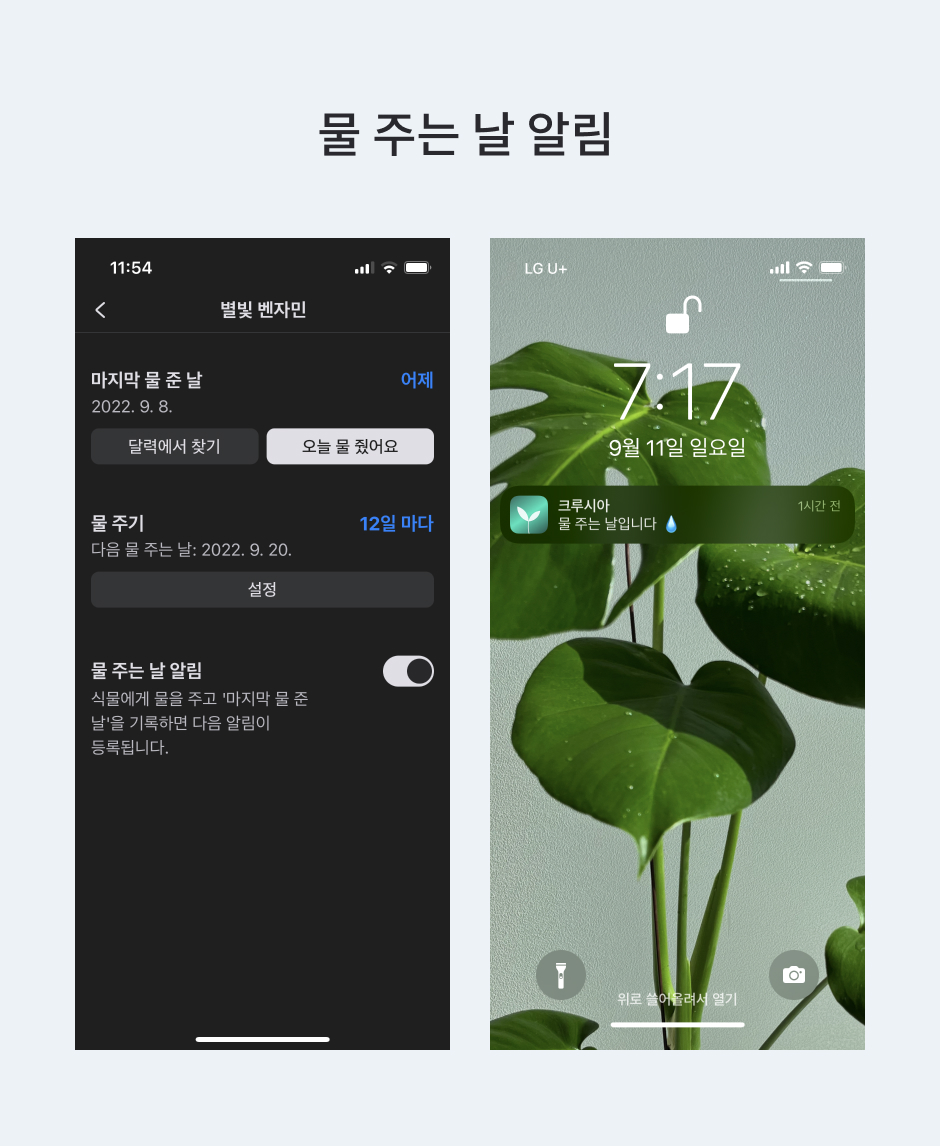 물 주는 날 알림
11:54
별빛 벤자민
마지막 물 준 날
어제
2022. 9. 8.
달력에서 찾기
오늘 물 줬어요
물 주기
12일 마다
다음 물 주는 날: 2022. 9. 20.
설정
물 주는 날 알림
식물에게 물을 주고 '마지막 물 준
날'을 기록하면 다음 알림이
등록됩니다.
LG U+
7:17
9월 11일 일요일
크루시아
1시간 전
물 주는 날입니다 💧
위로 쓸어올려서 열기